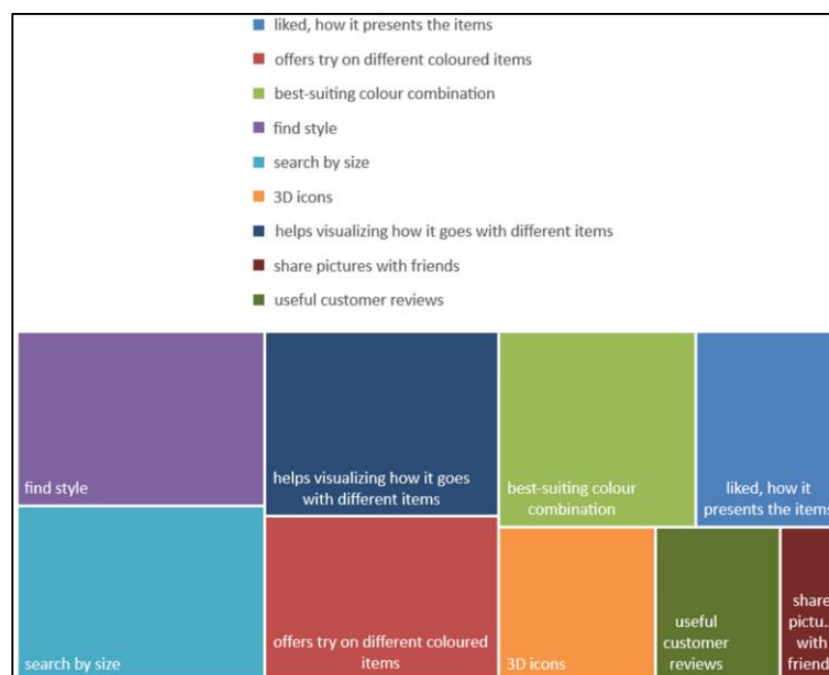 liked, how it presents the items
offers try on different coloured items
best-suiting colour combination
find style
search by size
3D icons
helps visualizing how it goes with different items
share pictures with friends
useful customer reviews
find style
helps visualizing how it goes
with different items
best-suiting colour
combination
liked, how it
presents the items
search by size
offers try on different coloured
items
3D icons
useful
customer
reviews
share
pictu...
with
friends